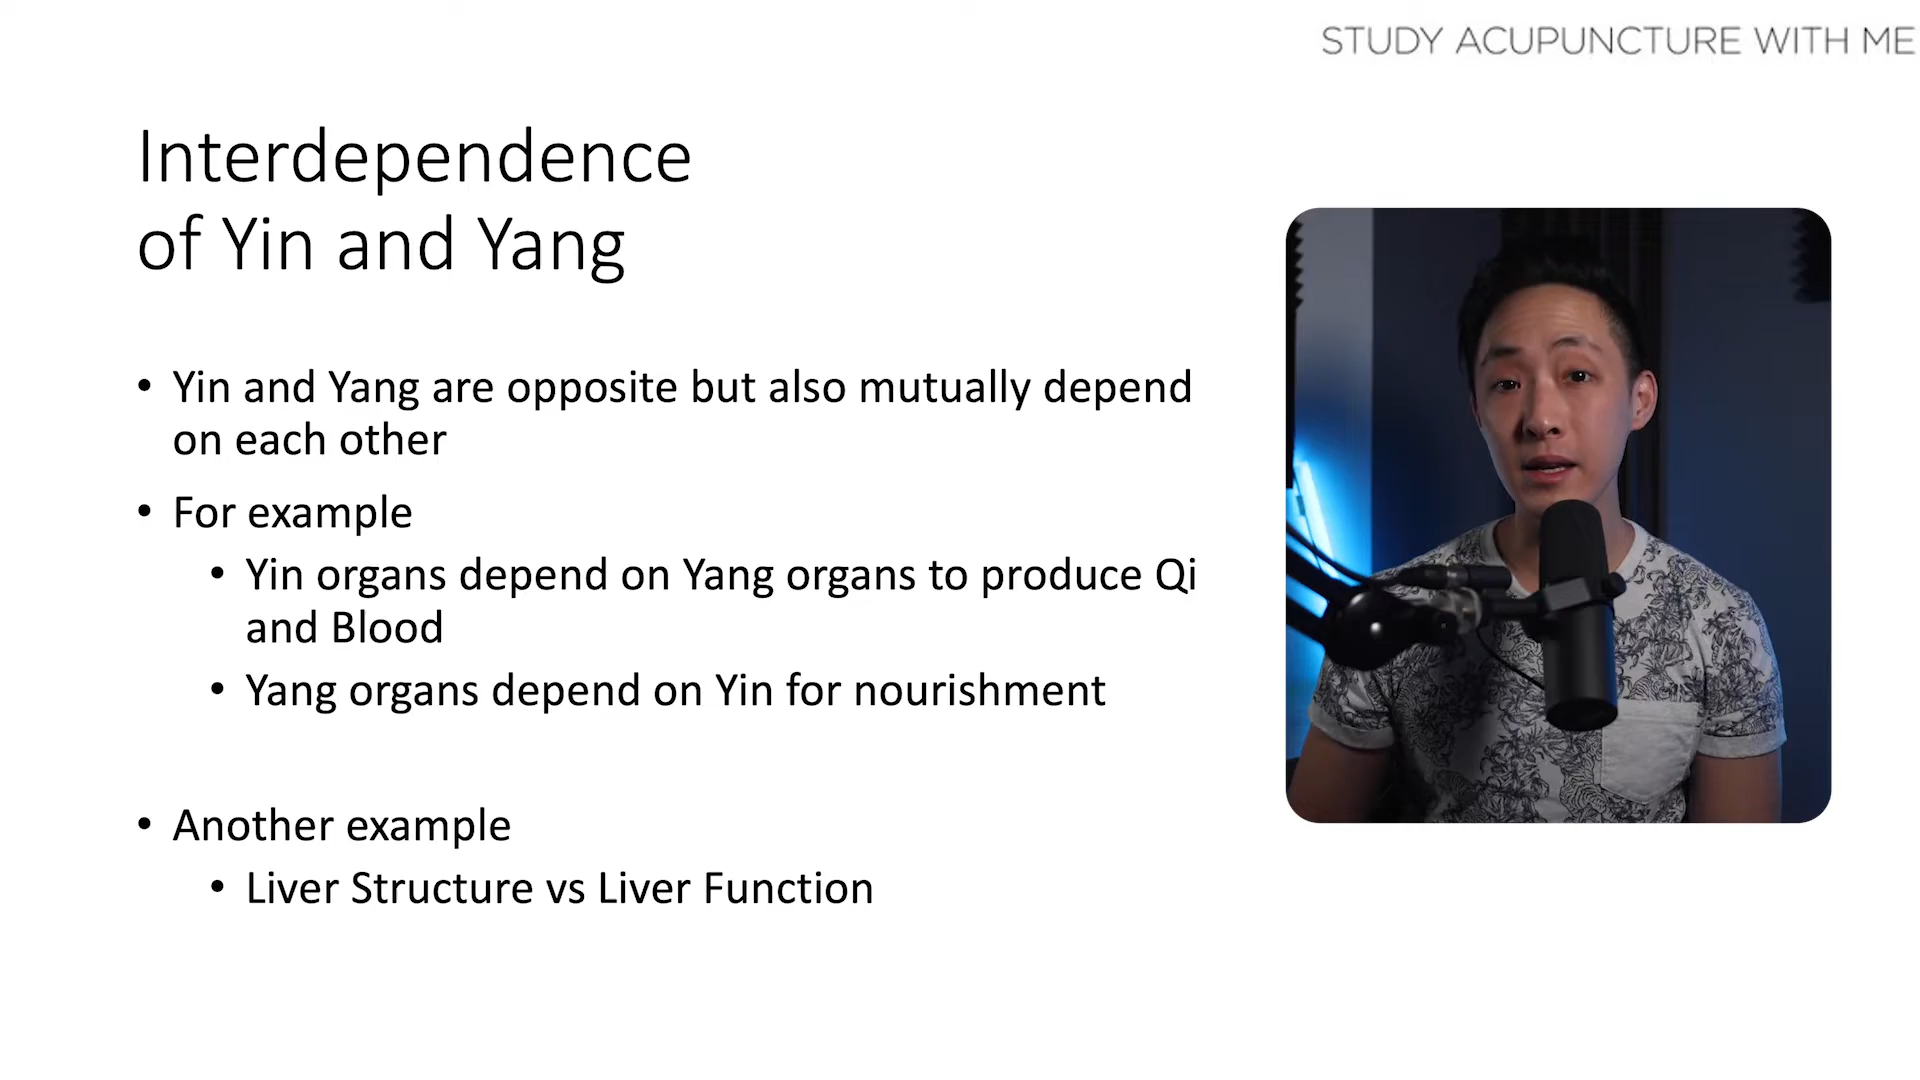 STUDY ACUPUNCTURE WITH ME
Interdependence
of Yin and Yang
• Yin and Yang are opposite but also mutually depend
on each other
• For example
• Yin organs depend on Yang organs to produce Qi
and Blood
• Yang organs depend on Yin for nourishment
• Another example
• Liver Structure vs Liver Function